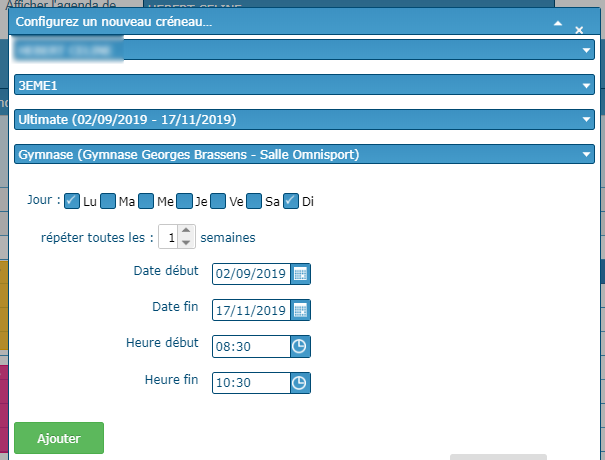 Afficher l'agenda de
Configurez un nouveau créneau...
3EME1
Ultimate (02/09/2019 - 17/11/2019)
Gymnase (Gymnase Georges Brassens - Salle Omnisport)
Jour : Lu Ma Me Je Ve Sa Di
répéter toutes les : 1 semaines
Date début 02/09/2019
Date fin 17/11/2019
Heure début 08:30
Heure fin 10:30
Ajouter